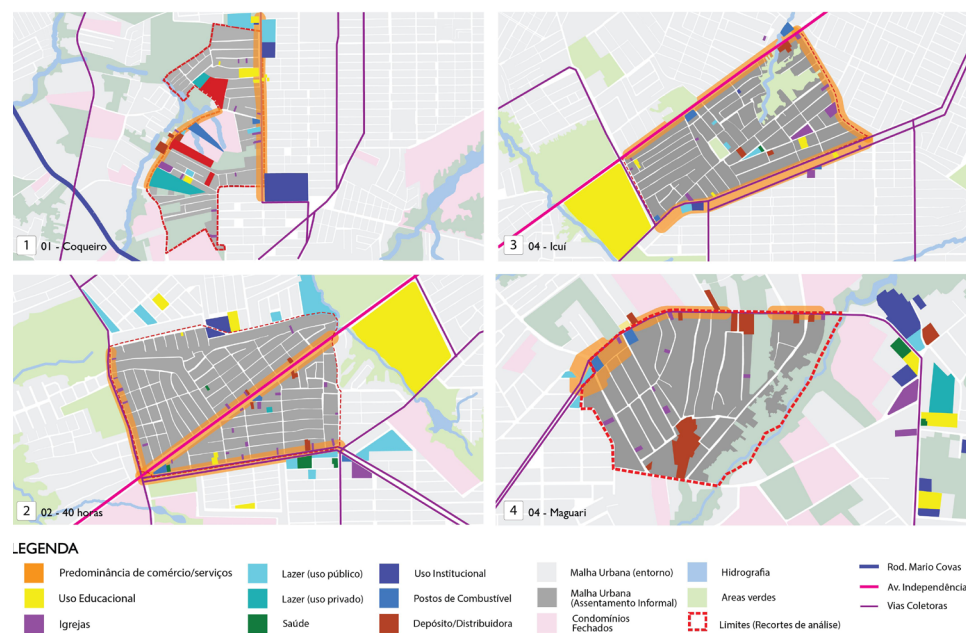 1 01 - Coqueiro
3 04 - Icuí
2 02 - 40 horas
4 04 - Maguari
LEGENDA
Predominância de comércio/serviços
Uso Educacional
Igrejas
Lazer (uso público)
Lazer (uso privado)
Saúde
Uso Institucional
Postos de Combustível
Depósito/Distribuidora
Malha Urbana (entorno)
Malha Urbana
(Assentamento Informal)
Condomínios
Fechados
Hidrografia
Areas verdes
Limites (Recortes de análise)
Rod. Mario Covas
Av. Independência
Vias Coletoras